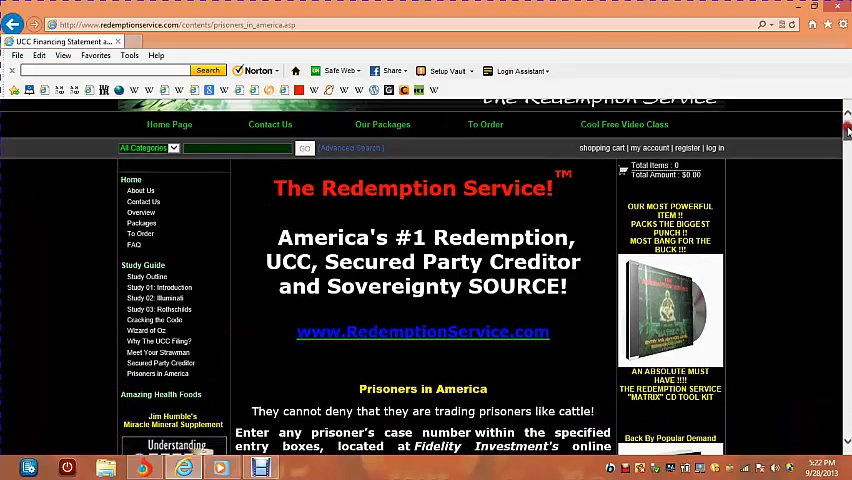 http://www.redemptionservice.com/contents/prisoners_in_america.asp
UCC Financing Statement a...
File Edit View Favorites Tools Help
Search Norton Safe Web Share Setup Vault Login Assistant
The Redemption Service
Home Page Contact Us Our Packages To Order Cool Free Video Class
All Categories GO [Advanced Search.] shopping cart | my account | register | log in
Total Items : 0
Total Amount : $0.00
Home
About Us
Contact Us
Overview
Packages
To Order
FAQ
Study Guide
Study Outline
Study 01: Introduction
Study 02: Illuminati
Study 03: Rothschilds
Cracking the Code
Wizard of Oz
Why The UCC Filing?
Meet Your Strawman
Secured Party Creditor
Prisoners in America
Amazing Health Foods
Jim Humble's
Miracle Mineral Supplement
Understanding
The Redemption Service!™
America's #1 Redemption,
UCC, Secured Party Creditor
and Sovereignty SOURCE!
www.RedemptionService.com
Prisoners in America
They cannot deny that they are trading prisoners like cattle!
Enter any prisoner's case number within the specified
entry boxes, located at Fidelity Investment's online
OUR MOST POWERFUL
ITEM !!
PACKS THE BIGGEST
PUNCH !!
MOST BANG FOR THE
BUCK !!!
AN ABSOLUTE MUST
HAVE !!!!
THE REDEMPTION SERVICE
"MATRIX" CD TOOL KIT
Back By Popular Demand
5:22 PM
9/28/2013